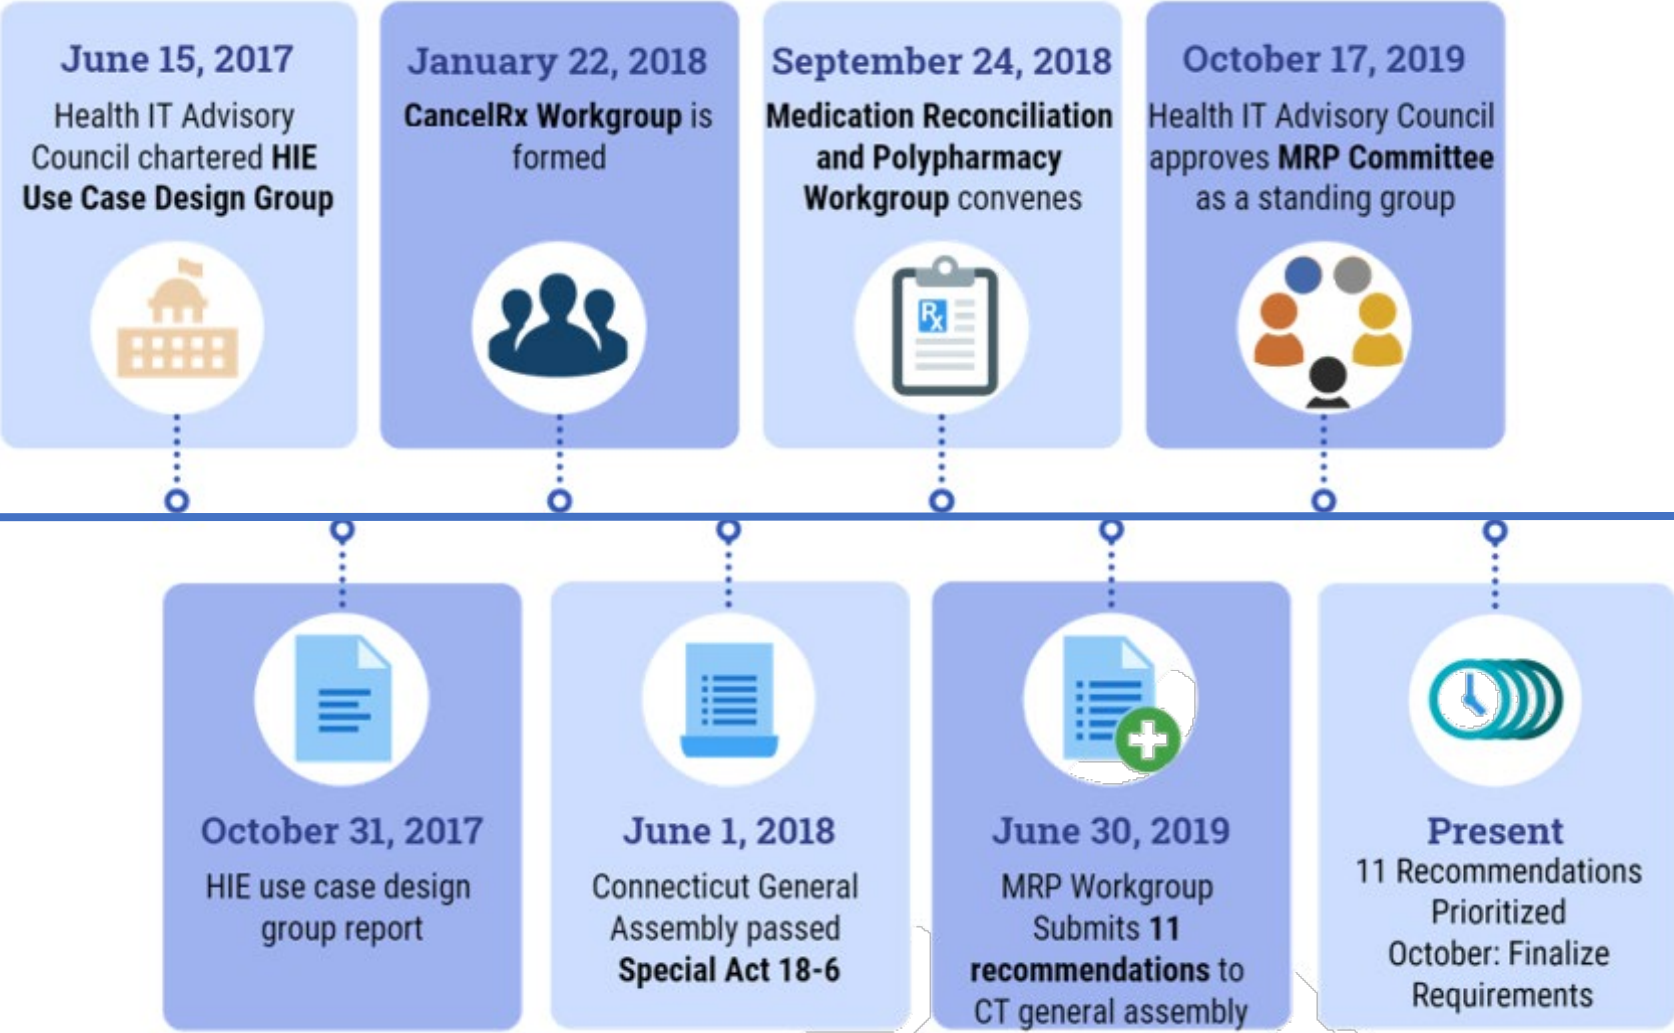 June 15, 2017
Health IT Advisory
Council chartered HIE
Use Case Design Group
January 22, 2018
CancelRx Workgroup is
formed
September 24, 2018
Medication Reconciliation
and Polypharmacy
Workgroup convenes
Rx
October 17, 2019
Health IT Advisory Council
approves MRP Committee
as a standing group
October 31, 2017
HIE use case design
group report
June 1, 2018
Connecticut General
Assembly passed
Special Act 18-6
June 30, 2019
MRP Workgroup
Submits 11
recommendations to
CT general assembly
Present
11 Recommendations
Prioritized
October: Finalize
Requirements